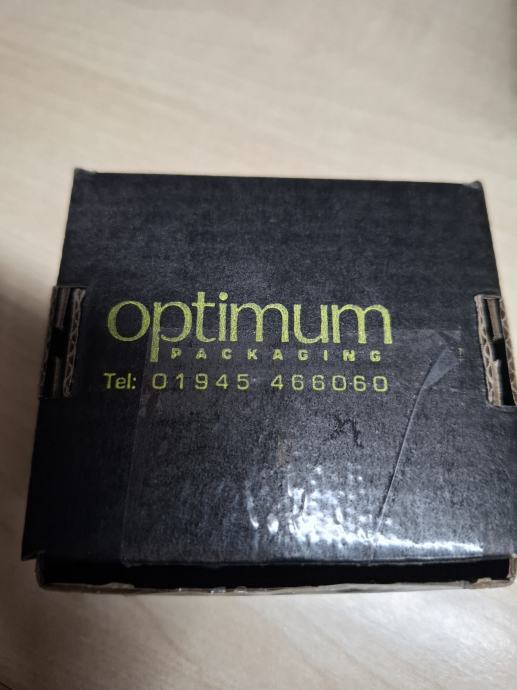 optimum
PACKAGING
Tel: 01945 466060